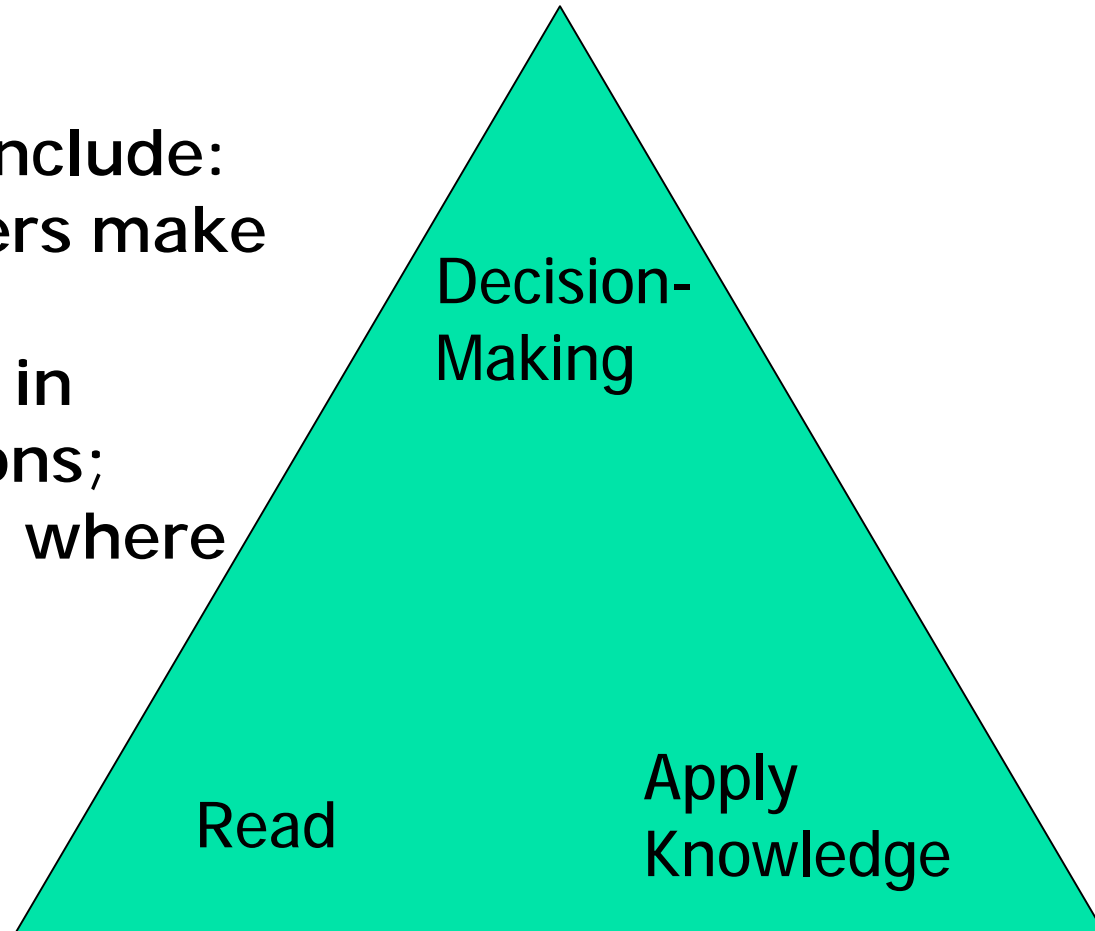 nclude:
ers make
in
ons;
where
Decision-
Making
Read
Apply
Knowledge